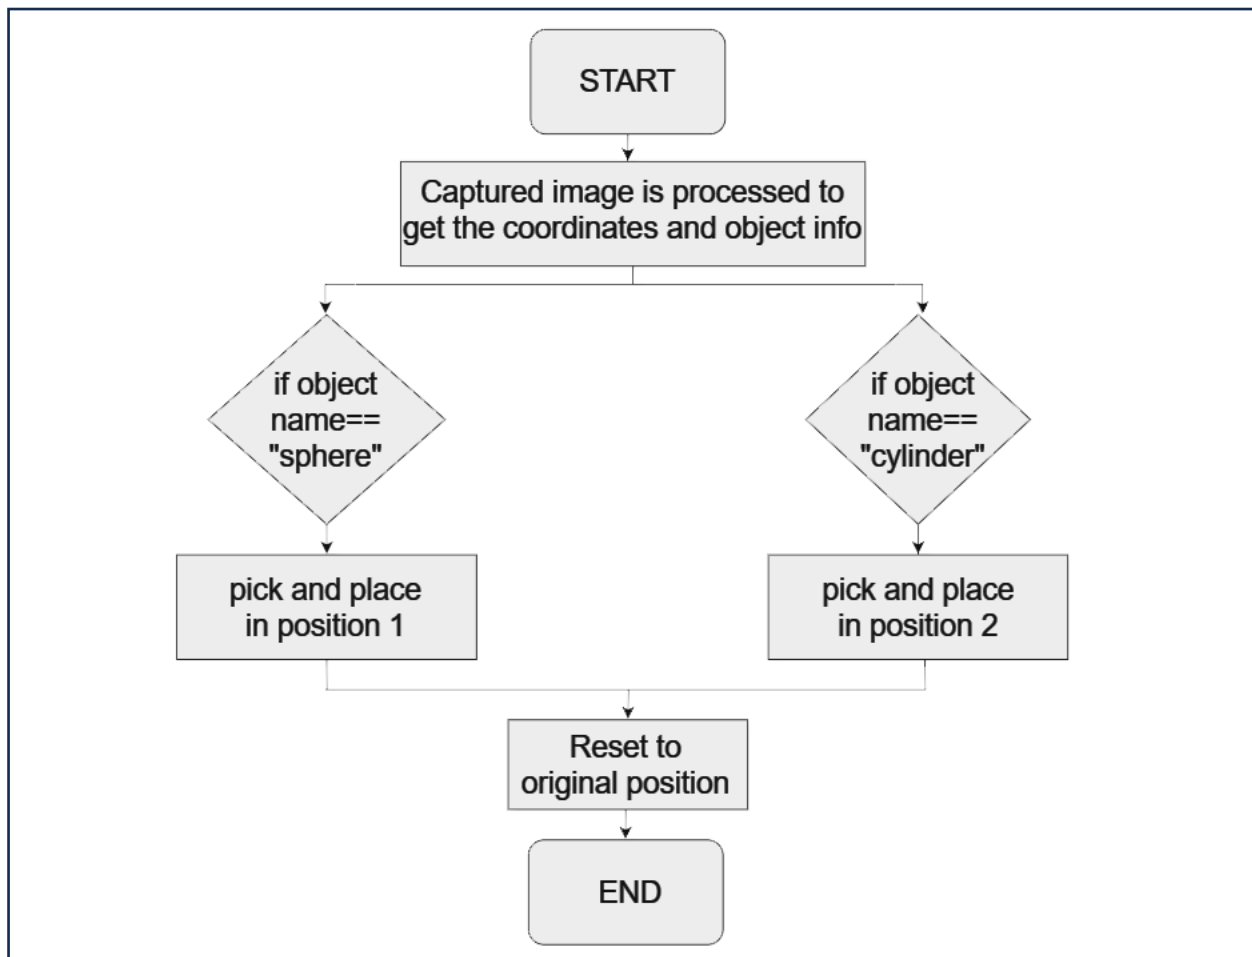 START
Captured image is processed to
get the coordinates and object info
if object
name==
"sphere"
if object
name==
"cylinder"
pick and place
in position 1
pick and place
in position 2
Reset to
original position
END